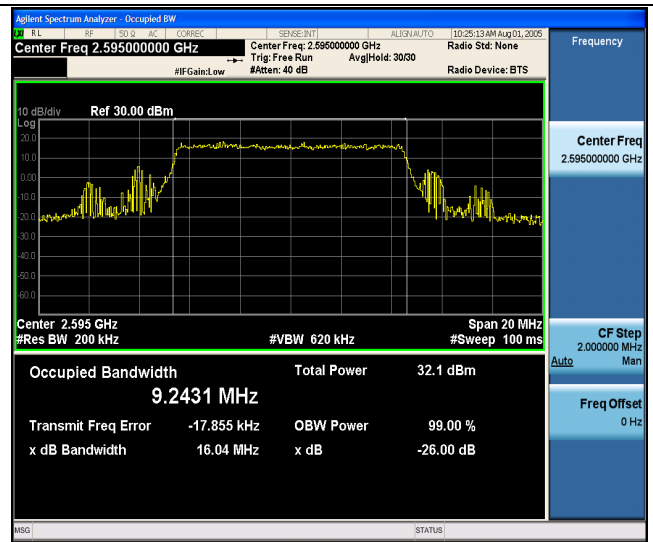 Agilent Spectrum Analyzer - Occupied BW
LXI RL RF 50 Ω AC CORREC SENSE:INT ALIGN AUTO 10:25:13 AM Aug 01, 2005
Center Freq 2.595000000 GHz
Center Freq: 2.595000000 GHz
Radio Std: None
Trig: Free Run Avg|Hold: 30/30
#IFGain:Low
#Atten: 40 dB
Radio Device: BTS
10 dB/div Ref 30.00 dBm
Log
20.0
10.0
0.00
-10.0
-20.0
-30.0
-40.0
-50.0
-60.0
Center 2.595 GHz Span 20 MHz
#Res BW 200 kHz #VBW 620 kHz #Sweep 100 ms
Occupied Bandwidth Total Power 32.1 dBm
9.2431 MHz
Transmit Freq Error -17.855 kHz OBW Power 99.00 %
x dB Bandwidth 16.04 MHz x dB -26.00 dB
MSG STATUS
Frequency
Center Freq
2.595000000 GHz
CF Step
2.000000 MHz
Auto Man
Freq Offset
0 Hz